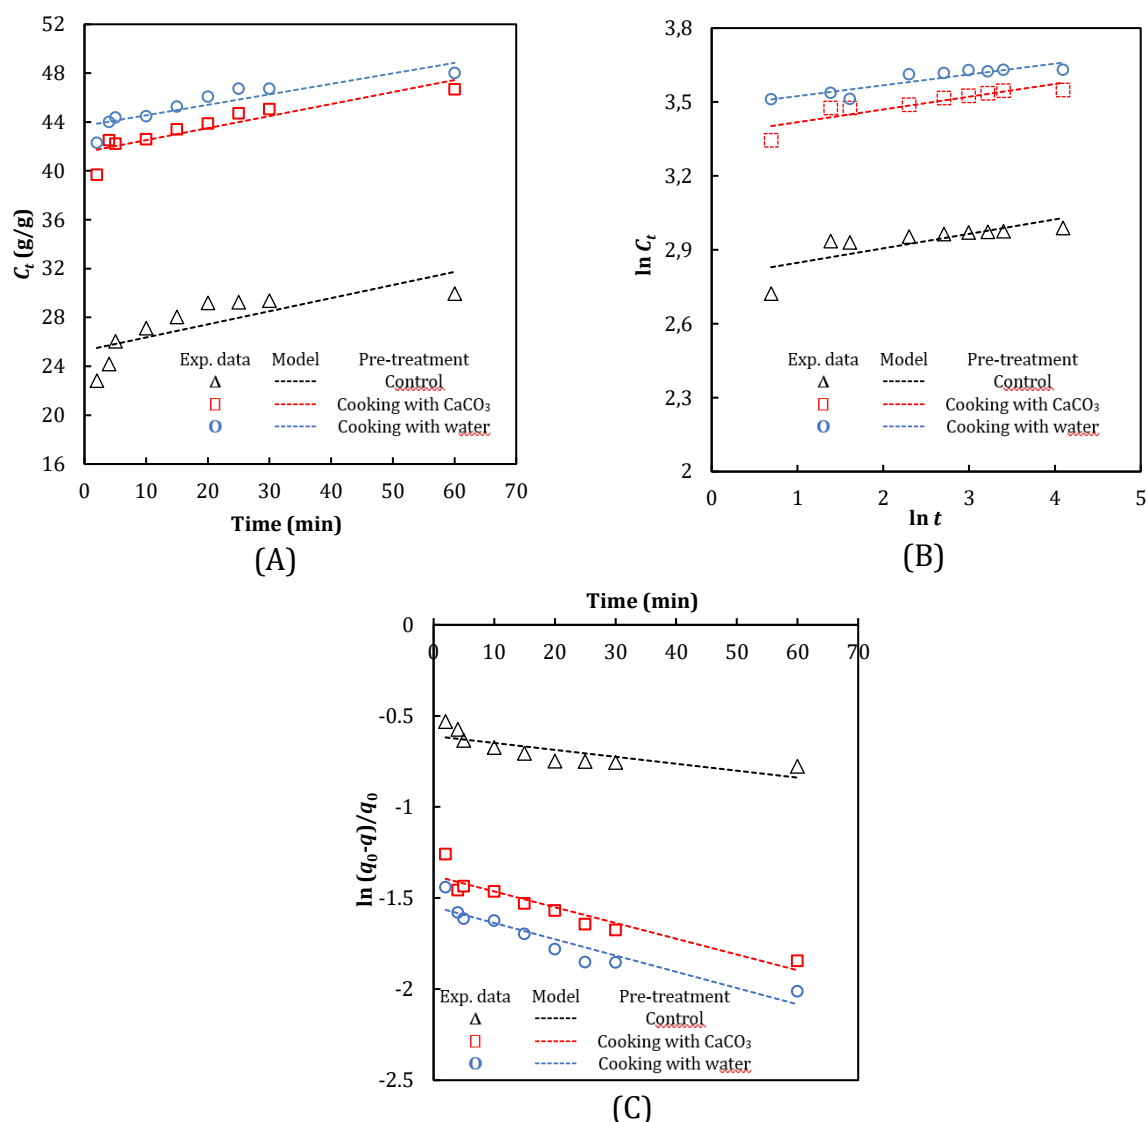 52
48
44
40
36
32
28
24
20
16
Cₜ (g/g)
Exp. data Model Pre-treatment
Δ Control
Cooking with CaCO₃
O Cooking with water
0 10 20 30 40 50 60 70
Time (min)
(A)
3,8
3,5
3,2
2,9
2,6
2,3
2
ln Cₜ
Exp. data Model Pre-treatment
Δ Control
Cooking with CaCO₃
O Cooking with water
0 1 2 3 4 5
ln t
(B)
Time (min)
0
0 10 20 30 40 50 60 70
-0.5
-1
-1.5
-2
-2.5
ln (q₀-q)/q₀
Exp. data Model Pre-treatment
Δ Control
Cooking with CaCO₃
O Cooking with water
(C)